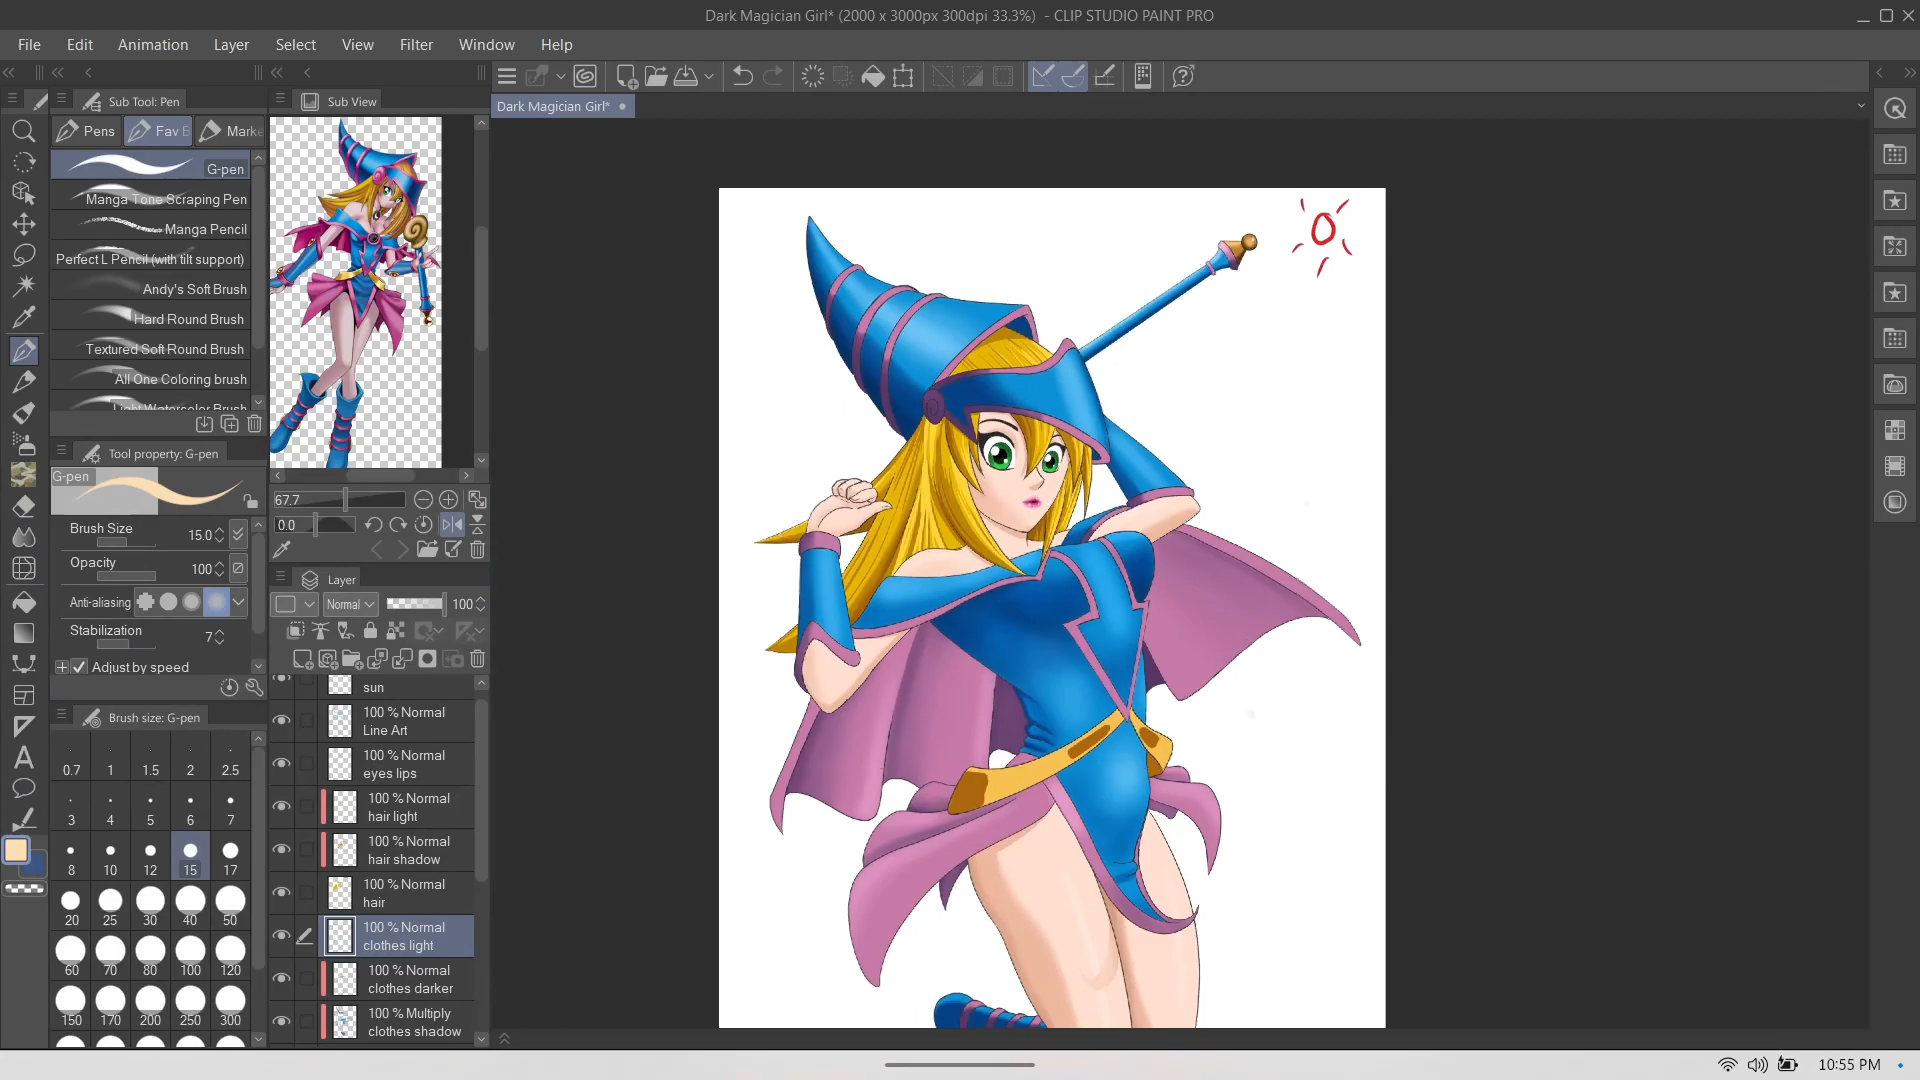 Dark Magician Girl* (2000 x 3000px 300dpi 33.3%) - CLIP STUDIO PAINT PRO
File Edit Animation Layer Select View Filter Window Help
Sub Tool: Pen
Sub View
Dark Magician Girl*
Pens Fav Marke
G-pen
Manga Tone Scraping Pen
Manga Pencil
Perfect L Pencil (with tilt support)
Andy's Soft Brush
Hard Round Brush
Textured Soft Round Brush
All One Coloring brush
Light Watercolor Brush
Tool property: G-pen
G-pen
Brush Size 15.0
Opacity 100
Anti-aliasing
Stabilization 7
Adjust by speed
Brush size: G-pen
0.7 1 1.5 2 2.5
3 4 5 6 7
8 10 12 15 17
20 25 30 40 50
60 70 80 100 120
150 170 200 250 300
67.7
0.0
Layer
Normal 100
sun
100 % Normal
Line Art
100 % Normal
eyes lips
100 % Normal
hair light
100 % Normal
hair shadow
100 % Normal
hair
100 % Normal
clothes light
100 % Normal
clothes darker
100 % Multiply
clothes shadow
10:55 PM